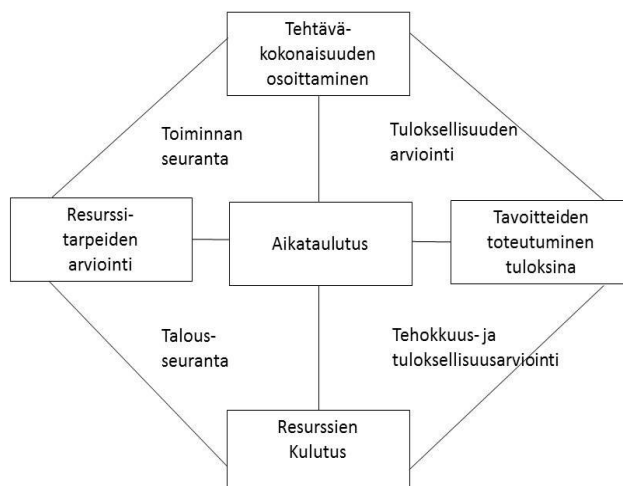 Tehtävä-
kokonaisuuden
osoittaminen
Toiminnan
seuranta
Tuloksellisuuden
arviointi
Resurssi-
tarpeiden
arviointi
Aikataulutus
Tavoitteiden
toteutuminen
tuloksina
Talous-
seuranta
Tehokkuus- ja
tuloksellisuusarviointi
Resurssien
Kulutus